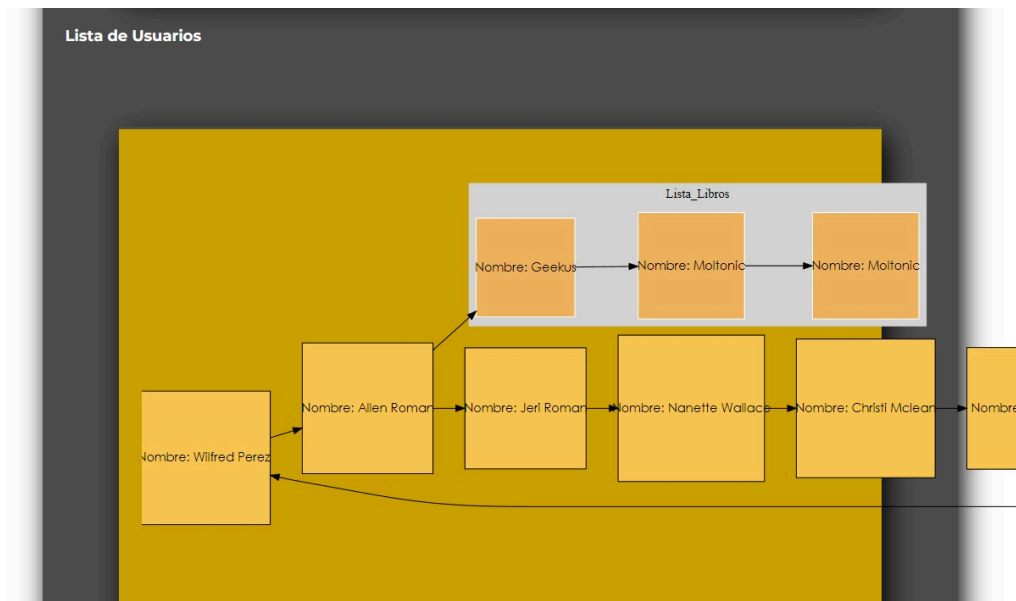 Lista de Usuarios
Lista_Libros
Nombre: Geekus
Nombre: Moltonic
Nombre: Moltonic
Nombre: Wilfred Perez
Nombre: Allen Roman
Nombre: Jeri Roman
Nombre: Nanette Wallace
Nombre: Christi Mclean
Nombre